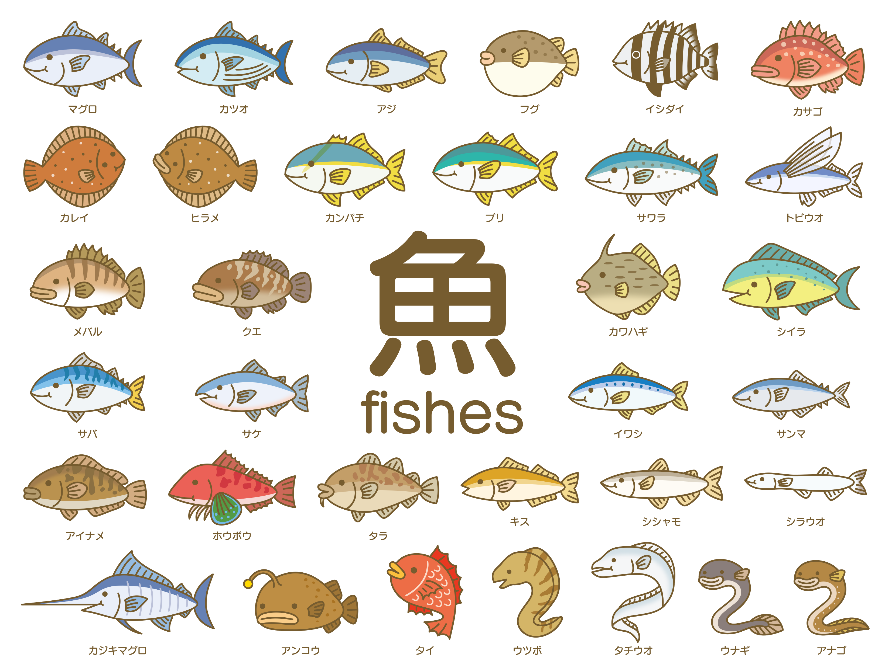 マグロ
カツオ
アジ
フグ
イシダイ
カサゴ
カレイ
ヒラメ
カンパチ
ブリ
サワラ
トビウオ
メバル
クエ
魚
カワハギ
シイラ
サバ
サケ
fishes
イワシ
サンマ
アイナメ
ホウボウ
タラ
キス
シシャモ
シラウオ
カジキマグロ
アンコウ
タイ
ウツボ
タチウオ
ウナギ
アナゴ